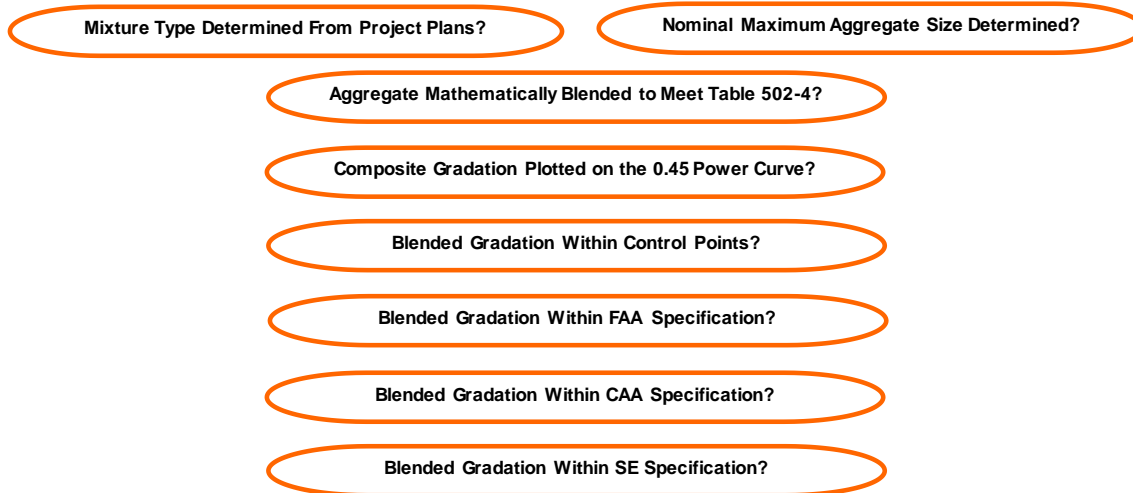 Mixture Type Determined From Project Plans?
Nominal Maximum Aggregate Size Determined?
Aggregate Mathematically Blended to Meet Table 502-4?
Composite Gradation Plotted on the 0.45 Power Curve?
Blended Gradation Within Control Points?
Blended Gradation Within FAA Specification?
Blended Gradation Within CAA Specification?
Blended Gradation Within SE Specification?